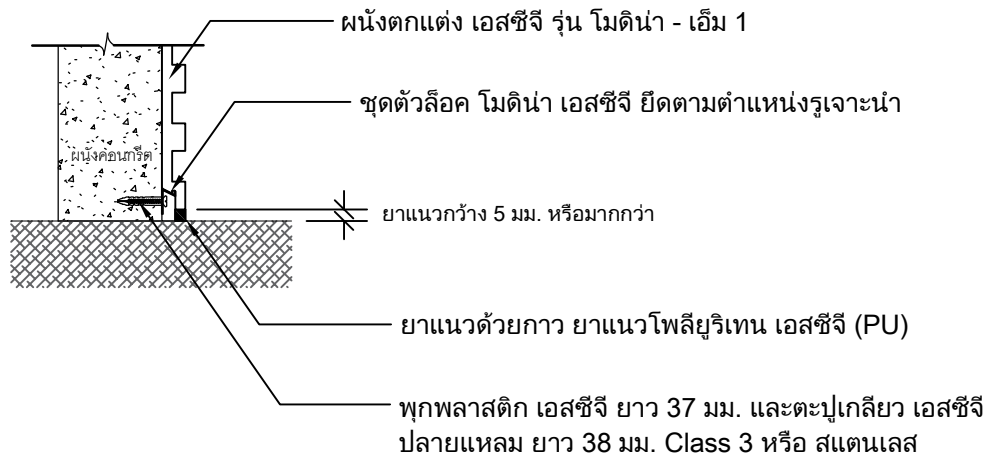 ผนังตกแต่ง เอสซีจี รุ่น โมดิน่า - เอ็ม 1
ชุดตัวล็อค โมดิน่า เอสซีจี ยึดตามตำแหน่งรูเจาะนำ
ผนังคอนกรีต
ยาแนวกว้าง 5 มม. หรือมากกว่า
ยาแนวด้วยกาว ยาแนวโพลียูริเทน เอสซีจี (PU)
พุกพลาสติก เอสซีจี ยาว 37 มม. และตะปูเกลียว เอสซีจี
ปลายแหลม ยาว 38 มม. Class 3 หรือ สแตนเลส